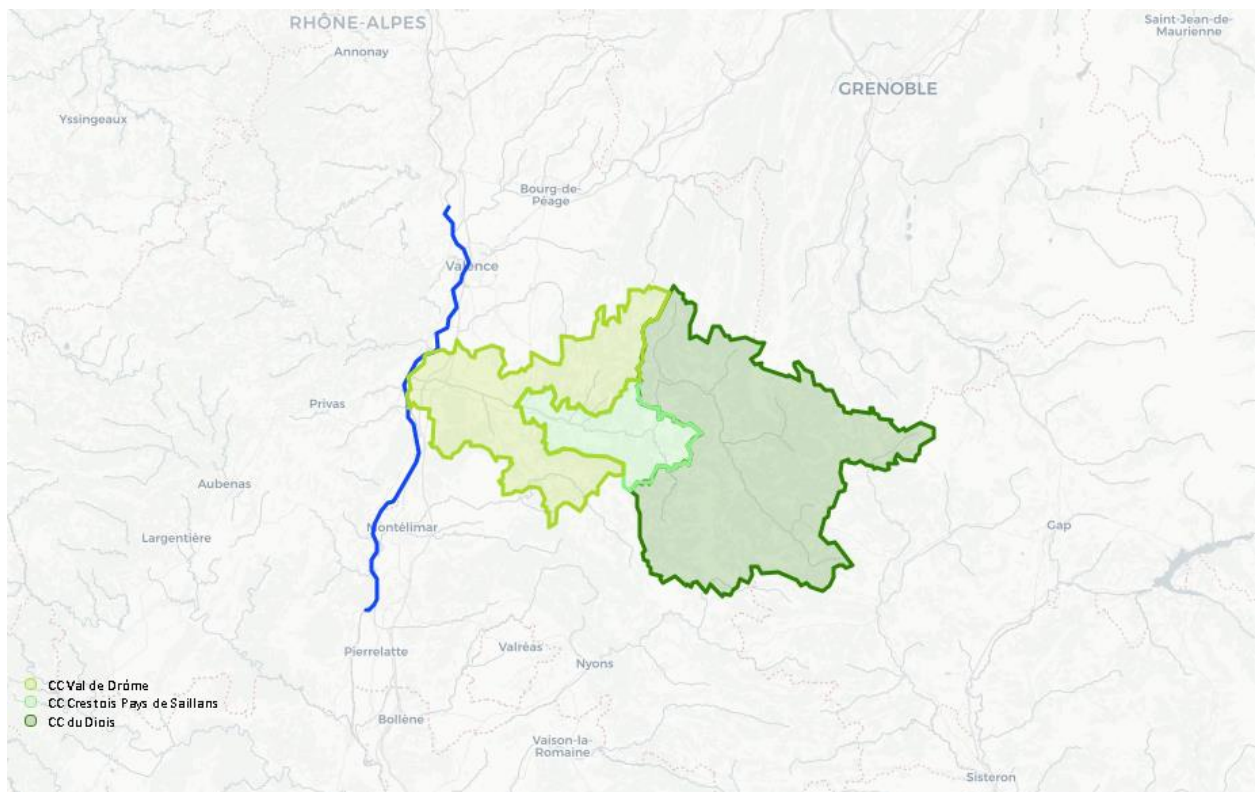 RHÔNE-ALPES
Saint-Jean-de-
Maurienne
Annonay
GRENOBLE
Yssingeaux
Bourg-de-
Péage
Valence
Privas
Aubenas
Montélimar
Largentière
Gap
Pierrelatte
Valréas
Nyons
CC Val de Drôme
CC Crestois Pays de Saillans
CC du Diois
Bollène
Vaison-la-
Romaine
Sisteron